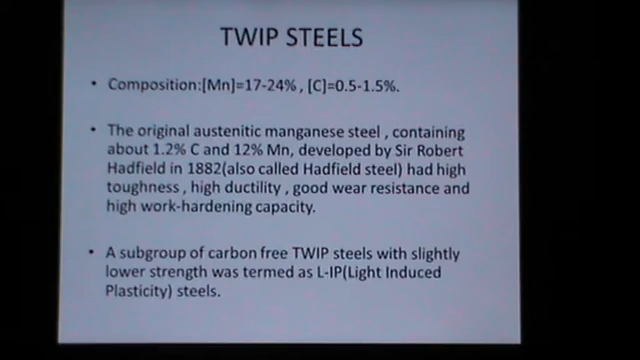 TWIP STEELS
• Composition:[Mn]=17-24% , [C]=0.5-1.5%.
• The original austenitic manganese steel , containing
about 1.2% C and 12% Mn, developed by Sir Robert
Hadfield in 1882(also called Hadfield steel) had high
toughness , high ductility , good wear resistance and
high work-hardening capacity.
• A subgroup of carbon free TWIP steels with slightly
lower strength was termed as L-IP(Light Induced
Plasticity) steels.